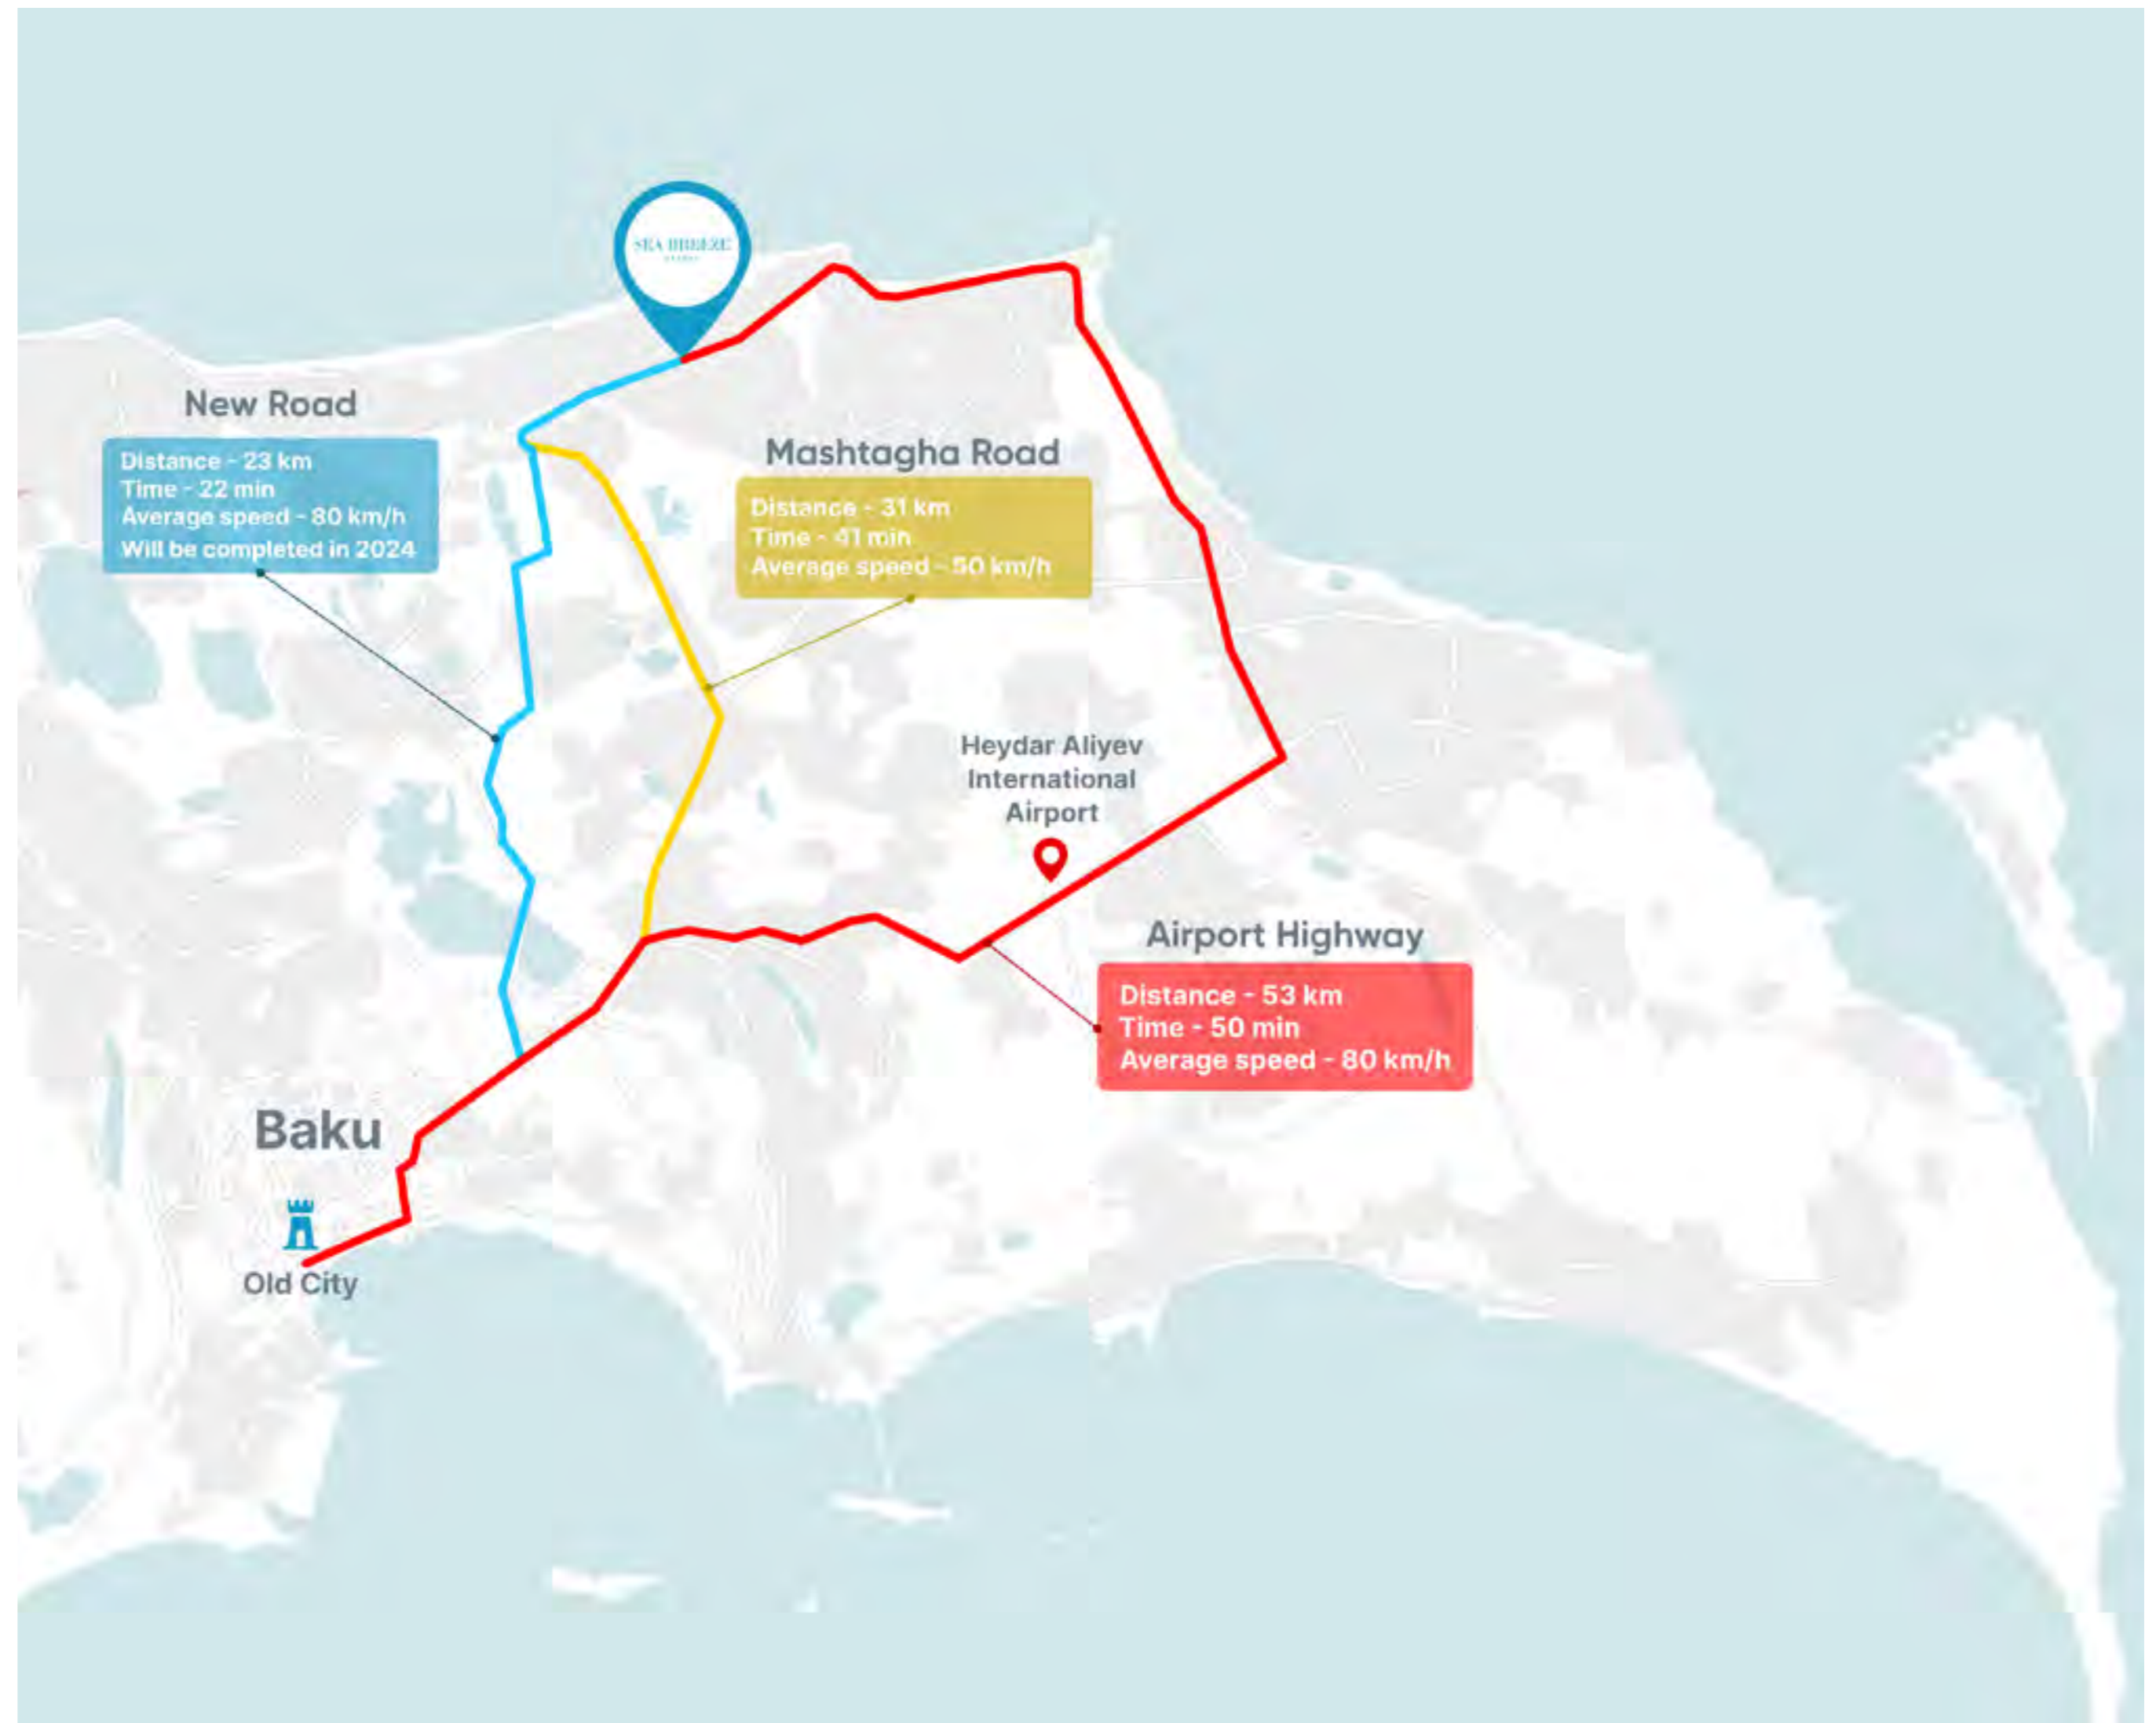 SEA BREEZE
New Road
Distance - 23 km
Time - 22 min
Average speed - 80 km/h
Will be completed in 2024
Mashtagha Road
Distance - 31 km
Time - 41 min
Average speed - 50 km/h
Heydar Aliyev
International
Airport
Airport Highway
Distance - 53 km
Time - 50 min
Average speed - 80 km/h
Baku
Old City